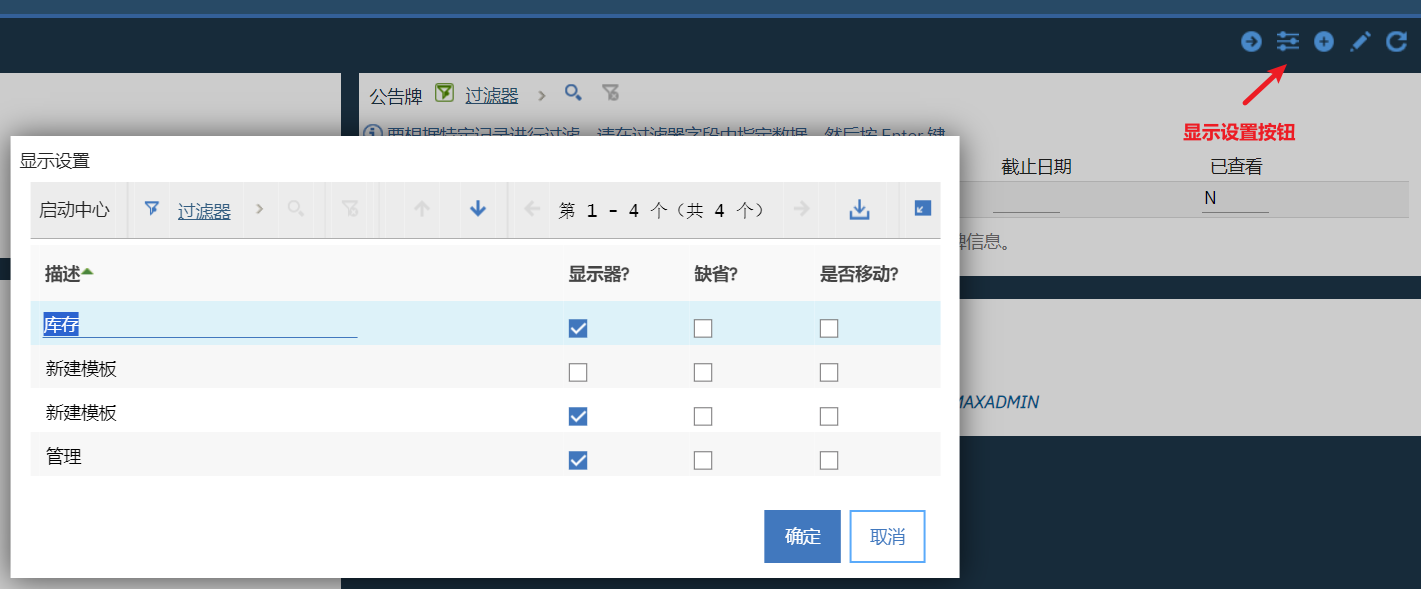 公告牌 过滤器
要根据特定记录进行过滤，请在过滤器字段中指定数据，然后按 Enter 键
显示设置按钮
截止日期 已查看
N
牌信息。
MAXADMIN
显示设置
启动中心 过滤器 第 1 - 4 个（共 4 个）
描述 显示器? 缺省? 是否移动?
库存
新建模板
新建模板
管理
确定 取消